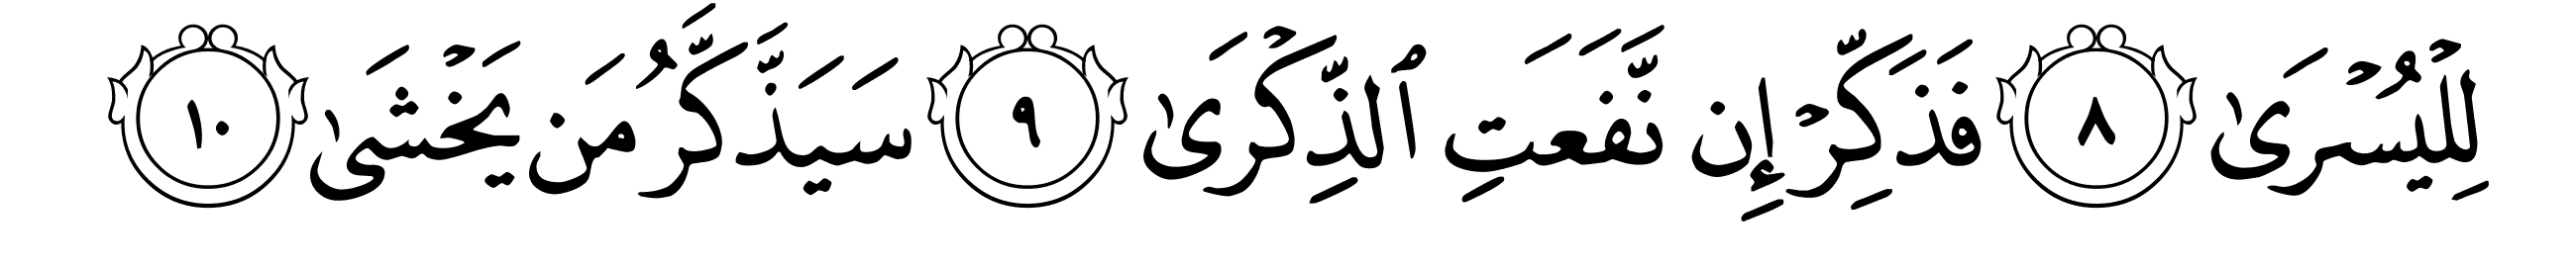 لِلۡيُسۡرَىٰ ٨ فَذَكِّرۡ إِن نَّفَعَتِ ٱلذِّكۡرَىٰ ٩ سَيَذَّكَّرُ مَن يَخۡشَىٰ ١٠